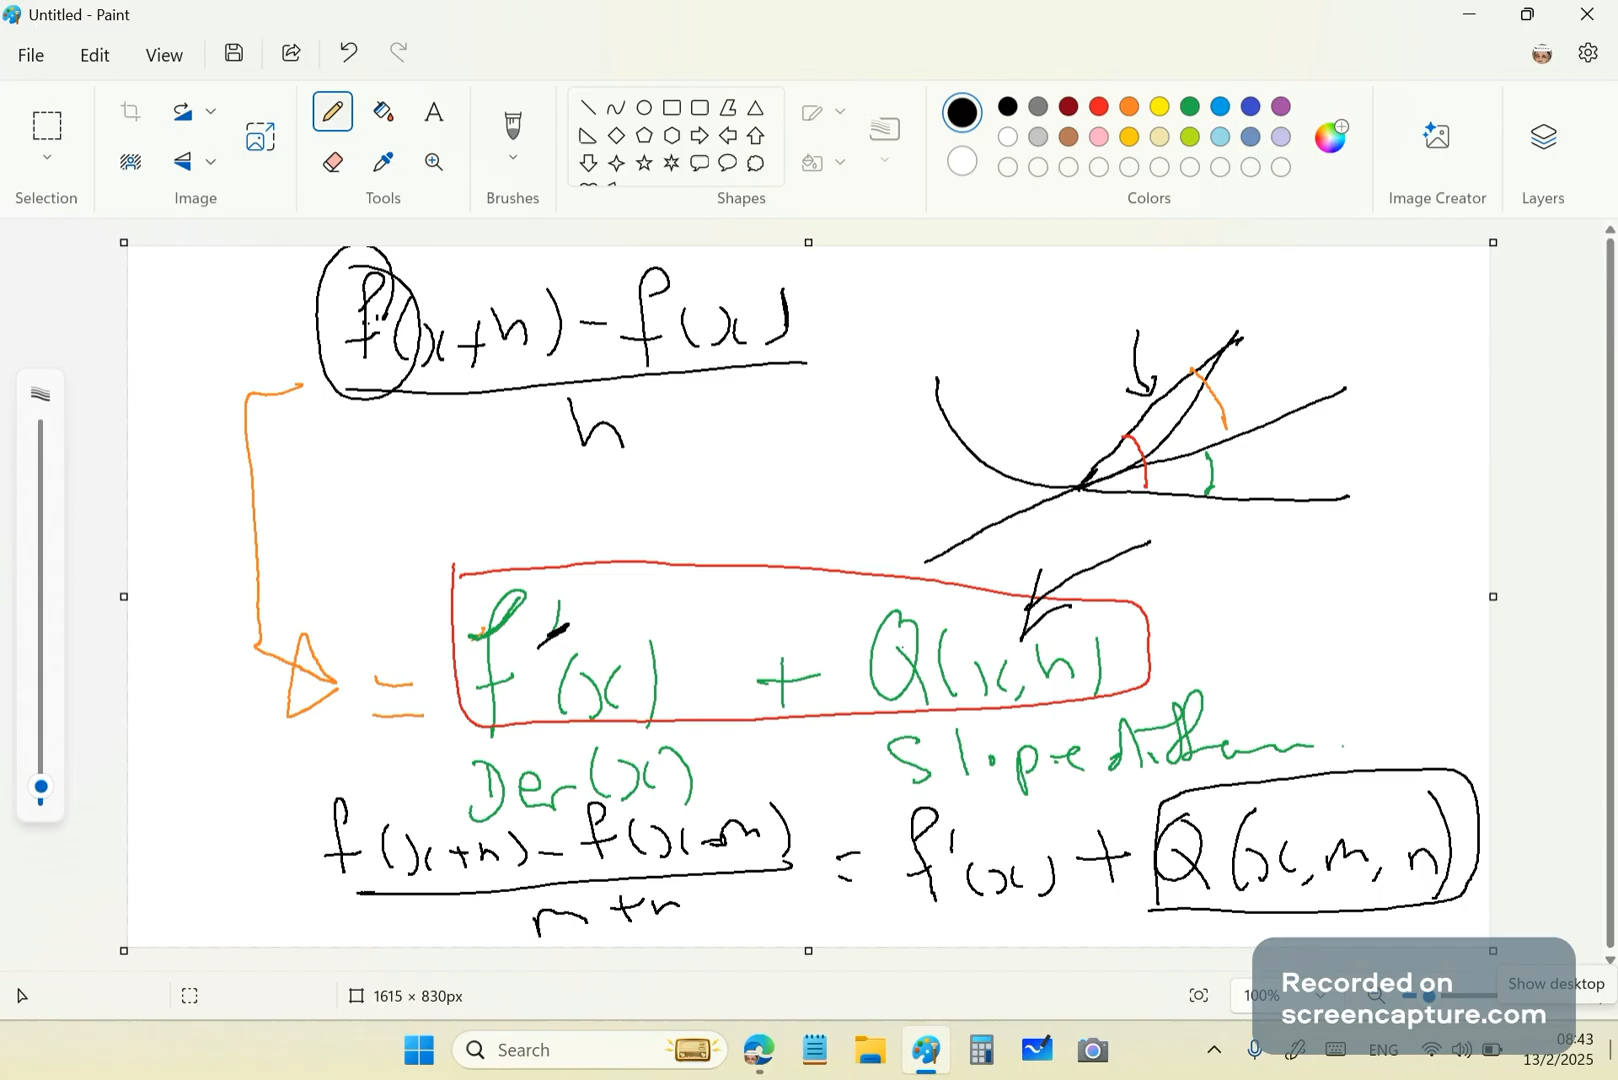 Untitled - Paint
File Edit View
Selection Image Tools Brushes Shapes Colors Image Creator Layers
f(x+h) - f(x)
h
= f'(x) + Q(x,h)
Der(x) Slope
f(x+n) - f(x-m) = f'(x) + Q(x,m,n)
m+n
1615 × 830px 100%
Show desktop
Recorded on
screencapture.com
Search ENG 08:43
13/2/2025